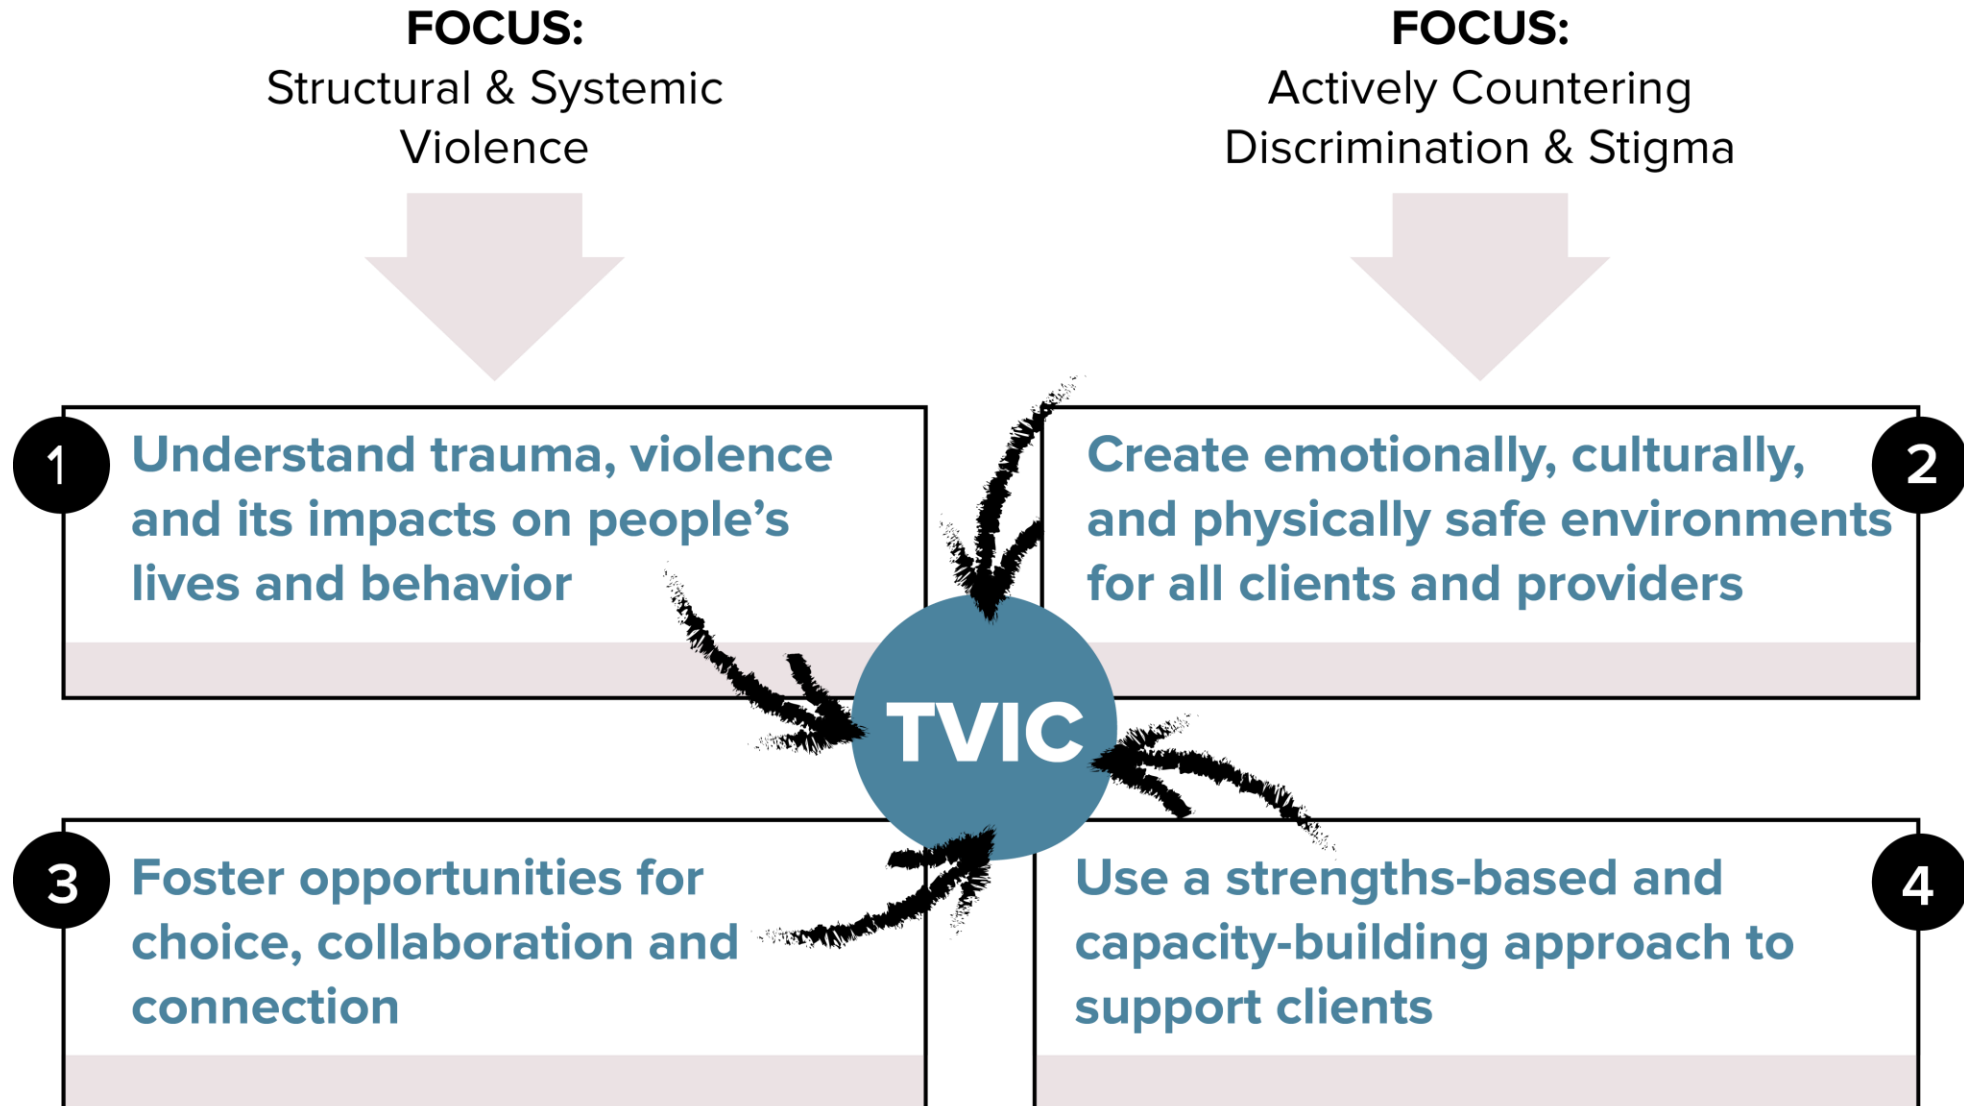 FOCUS:
Structural & Systemic
Violence
FOCUS:
Actively Countering
Discrimination & Stigma
1
Understand trauma, violence
and its impacts on people’s
lives and behavior
2
Create emotionally, culturally,
and physically safe environments
for all clients and providers
TVIC
3
Foster opportunities for
choice, collaboration and
connection
4
Use a strengths-based and
capacity-building approach to
support clients